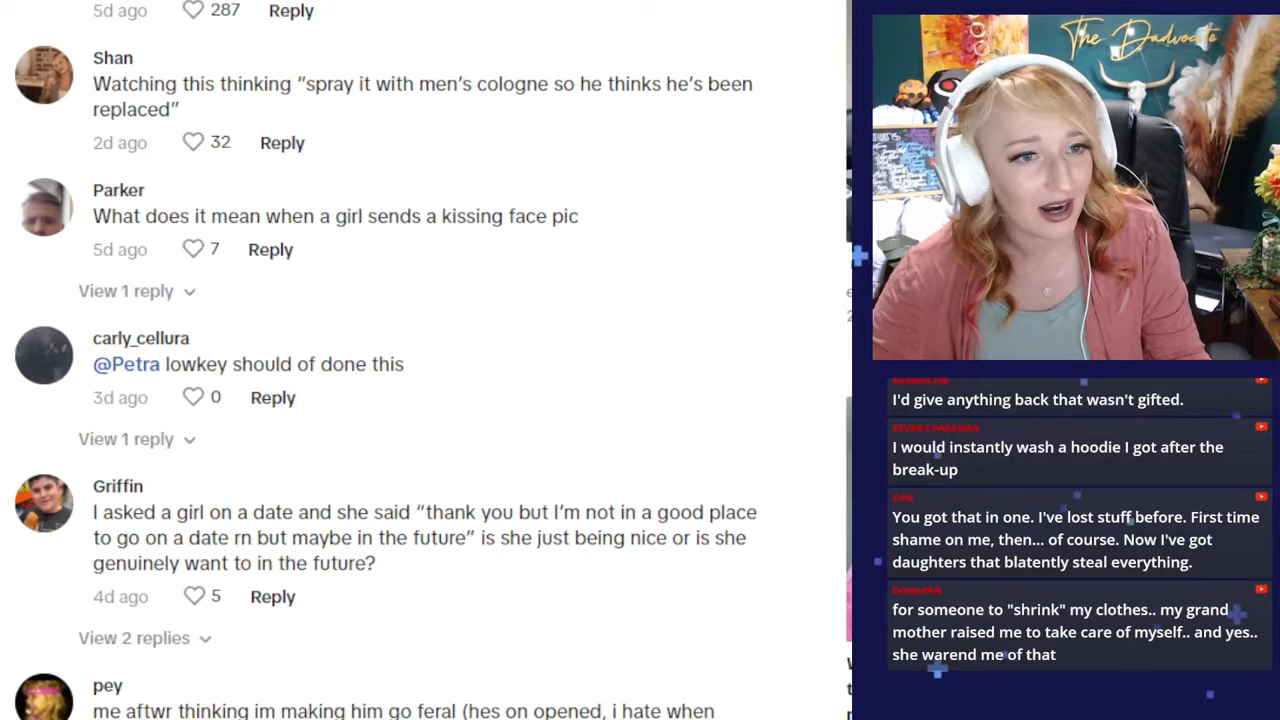 5d ago 287 Reply
Shan
Watching this thinking “spray it with men’s cologne so he thinks he’s been
replaced”
2d ago 32 Reply
Parker
What does it mean when a girl sends a kissing face pic
5d ago 7 Reply
View 1 reply
carly_cellura
@Petra lowkey should of done this
3d ago 0 Reply
View 1 reply
Griffin
I asked a girl on a date and she said “thank you but I’m not in a good place
to go on a date rn but maybe in the future” is she just being nice or is she
genuinely want to in the future?
4d ago 5 Reply
View 2 replies
pey
me aftwr thinking im making him go feral (hes on opened, i hate when
The Dadvocate
I'd give anything back that wasn't gifted.
REVAN'S PADAWAN
I would instantly wash a hoodie I got after the
break-up
You got that in one. I've lost stuff before. First time
shame on me, then... of course. Now I've got
daughters that blatently steal everything.
for someone to "shrink" my clothes.. my grand
mother raised me to take care of myself.. and yes..
she warend me of that